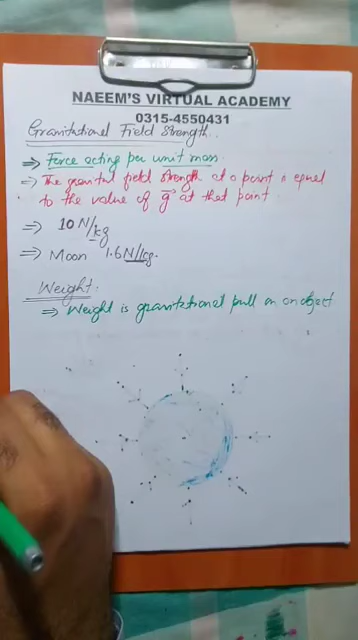 NAEEM'S VIRTUAL ACADEMY
0315-4550431
Gravitational Field Strength.
⇒ Force acting per unit mass.
⇒ The gravital field strength at a point is equal
to the value of g⃗ at that point.
⇒ 10 N/kg
⇒ Moon 1.6 N/kg.
Weight.
⇒ Weight is gravitational pull on an object